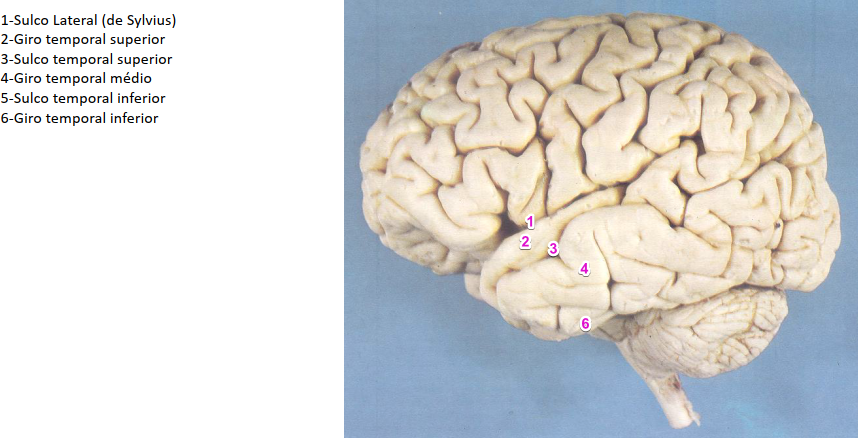 1-Sulco Lateral (de Sylvius)
2-Giro temporal superior
3-Sulco temporal superior
4-Giro temporal médio
5-Sulco temporal inferior
6-Giro temporal inferior
1
2
3
4
6